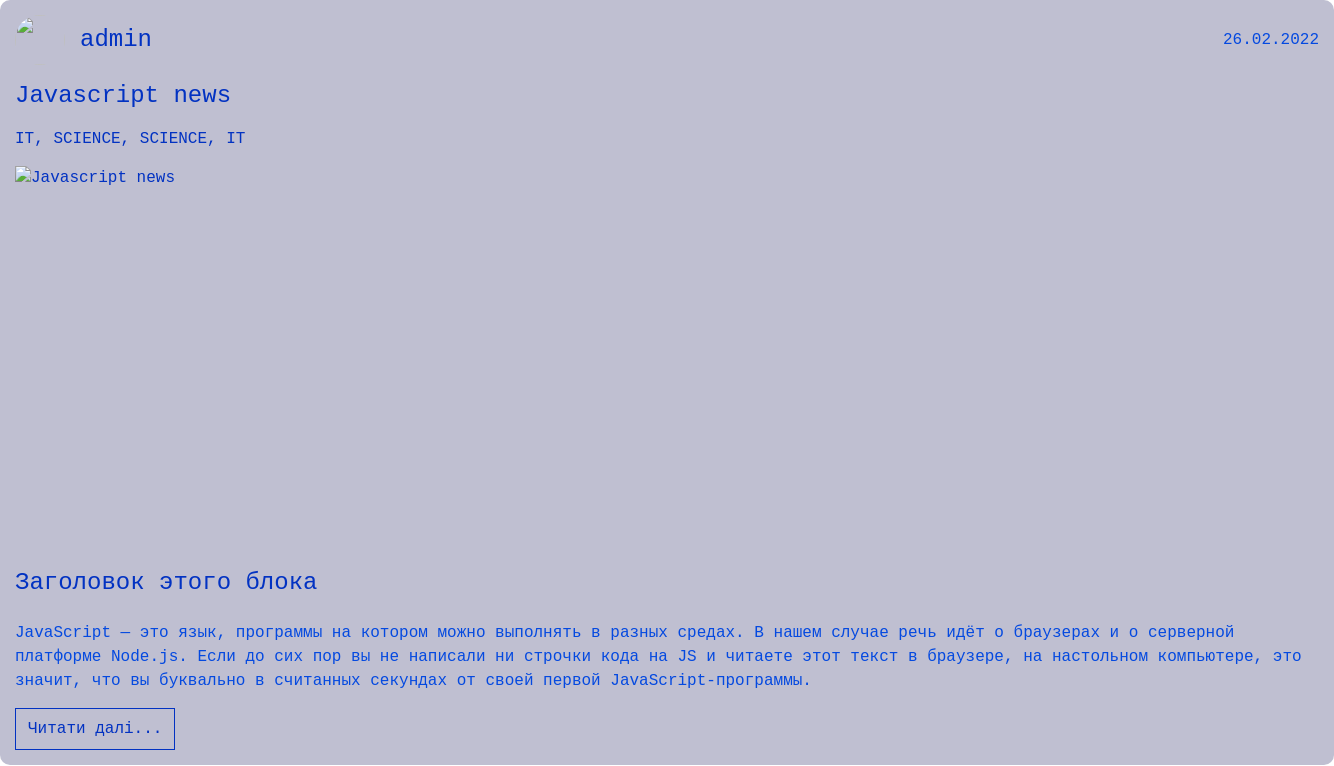 admin
26.02.2022
Javascript news
IT, SCIENCE, SCIENCE, IT
Javascript news
Заголовок этого блока
JavaScript — это язык, программы на котором можно выполнять в разных средах. В нашем случае речь идёт о браузерах и о серверной
платформе Node.js. Если до сих пор вы не написали ни строчки кода на JS и читаете этот текст в браузере, на настольном компьютере, это
значит, что вы буквально в считанных секундах от своей первой JavaScript-программы.
Читати далі...